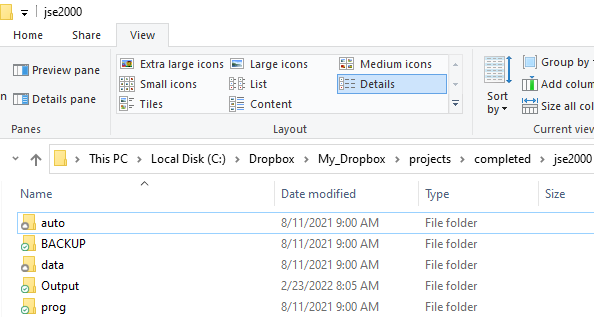 jse2000
Home Share View
Preview pane Extra large icons Large icons Medium icons Group by
Small icons List Details Add colum
n Details pane Tiles Content Sort by Size all col
Panes Layout Current view
This PC > Local Disk (C:) > Dropbox > My_Dropbox > projects > completed > jse2000
Name Date modified Type Size
auto 8/11/2021 9:00 AM File folder
BACKUP 8/11/2021 9:00 AM File folder
data 8/11/2021 9:00 AM File folder
Output 2/23/2022 8:05 AM File folder
prog 8/11/2021 9:00 AM File folder